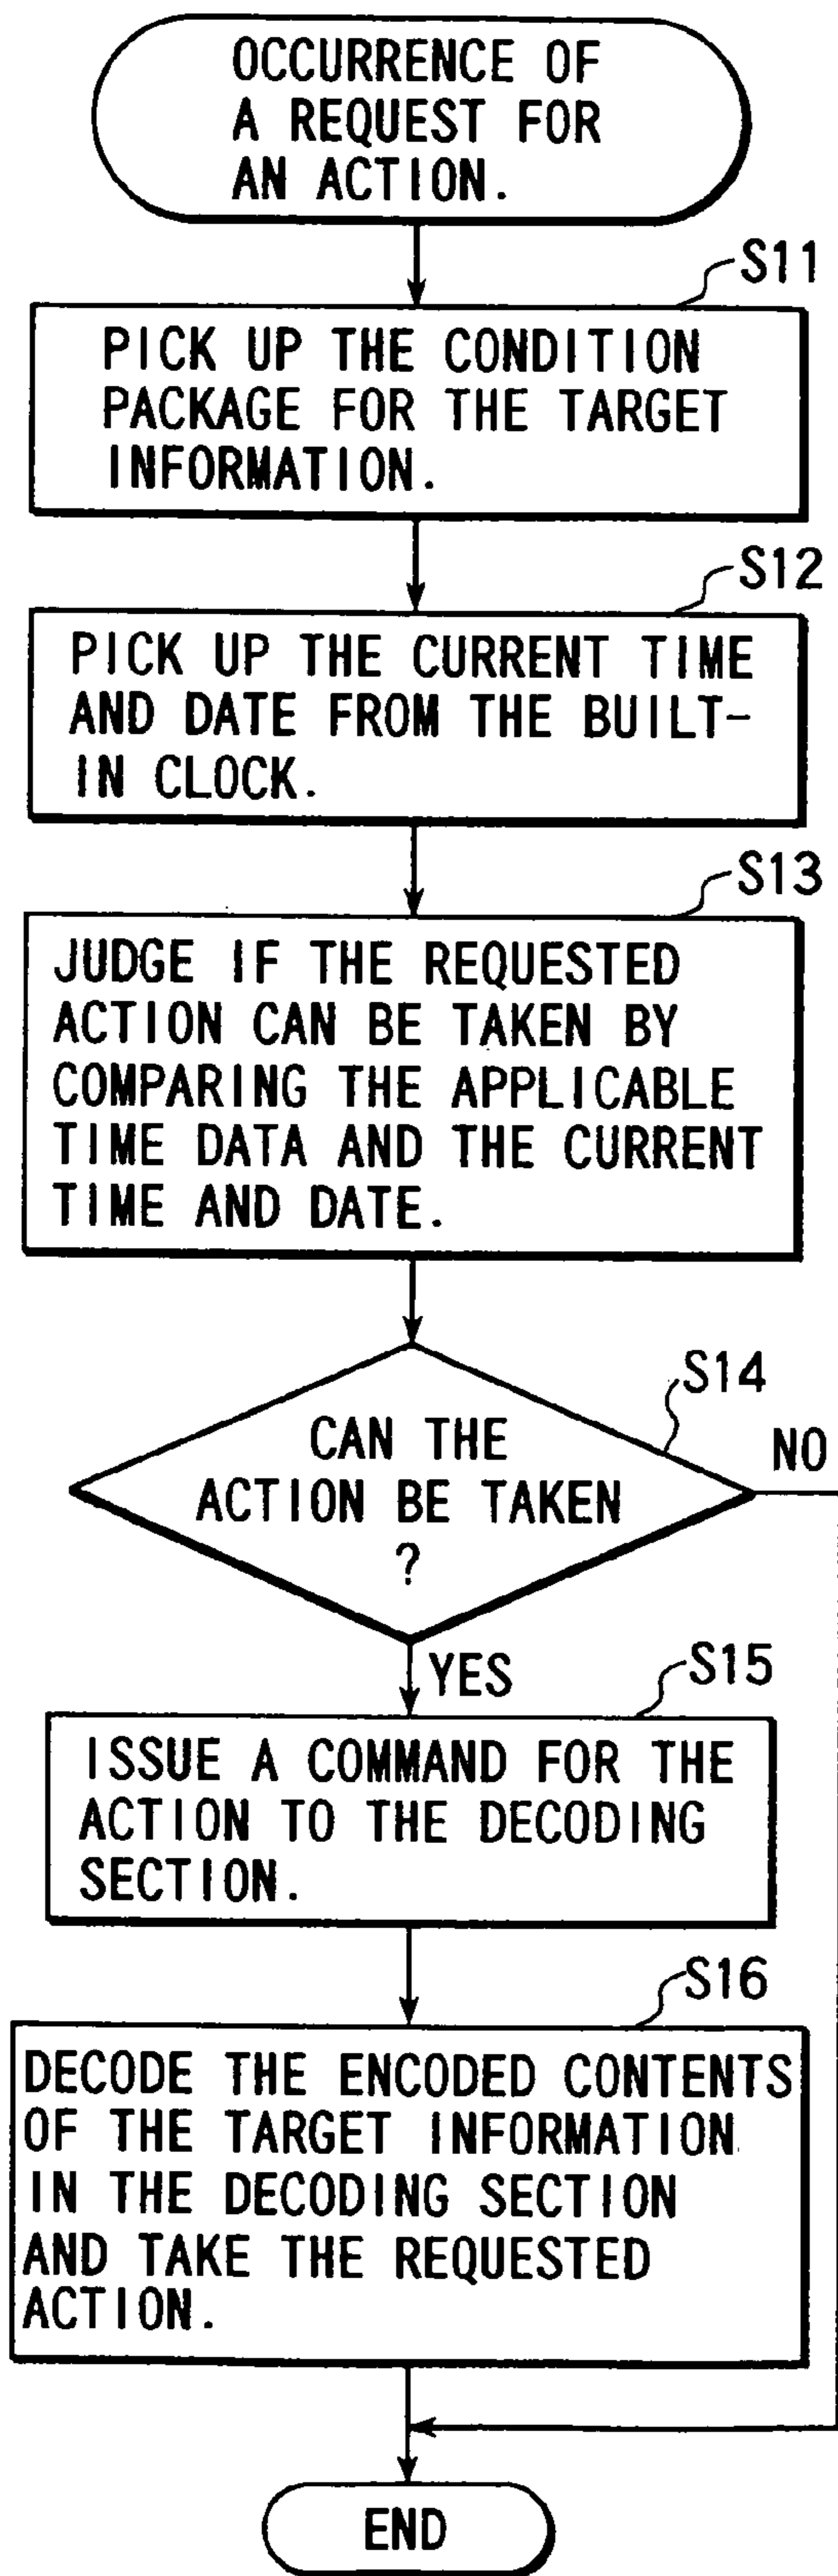 OCCURRENCE OF
A REQUEST FOR
AN ACTION.
S11
PICK UP THE CONDITION
PACKAGE FOR THE TARGET
INFORMATION.
S12
PICK UP THE CURRENT TIME
AND DATE FROM THE BUILT-
IN CLOCK.
S13
JUDGE IF THE REQUESTED
ACTION CAN BE TAKEN BY
COMPARING THE APPLICABLE
TIME DATA AND THE CURRENT
TIME AND DATE.
S14
CAN THE
ACTION BE TAKEN
?
NO
YES
S15
ISSUE A COMMAND FOR THE
ACTION TO THE DECODING
SECTION.
S16
DECODE THE ENCODED CONTENTS
OF THE TARGET INFORMATION
IN THE DECODING SECTION
AND TAKE THE REQUESTED
ACTION.
END